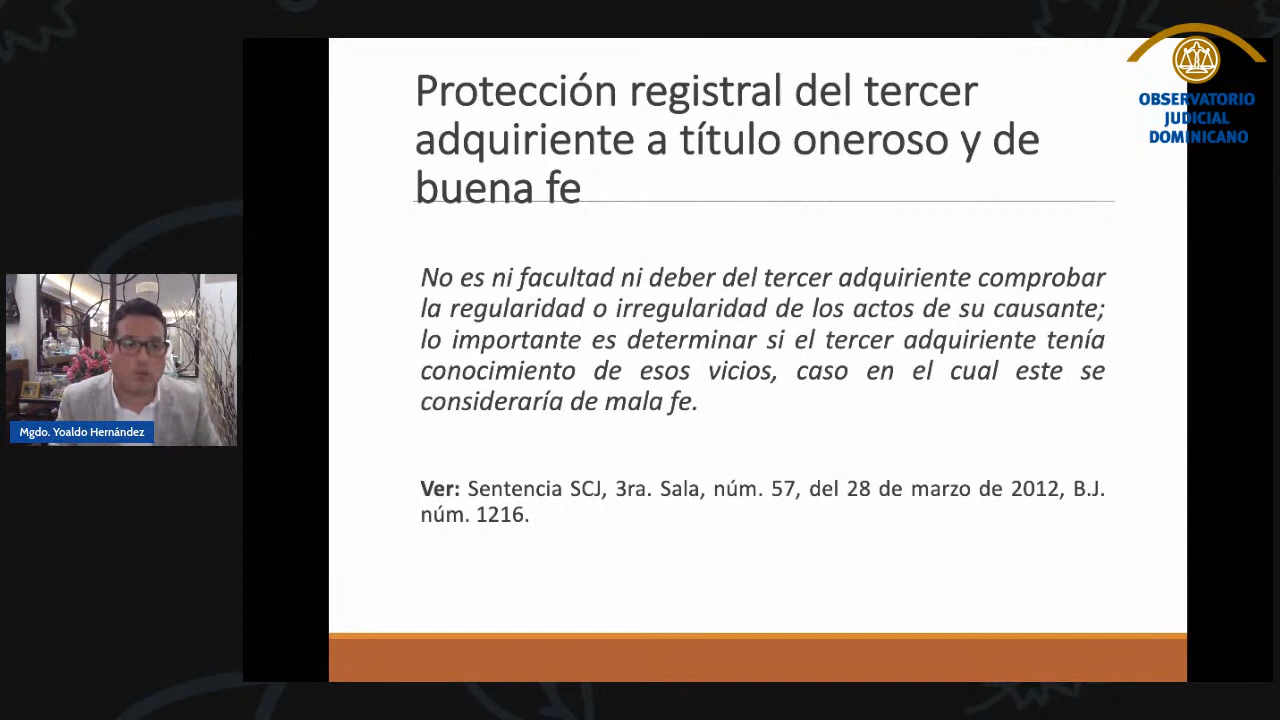 Protección registral del tercer
adquiriente a título oneroso y de
buena fe
OBSERVATORIO
JUDICIAL
DOMINICANO
No es ni facultad ni deber del tercer adquiriente comprobar
la regularidad o irregularidad de los actos de su causante;
lo importante es determinar si el tercer adquiriente tenía
conocimiento de esos vicios, caso en el cual este se
consideraría de mala fe.
Mgdo. Yoaldo Hernández
Ver: Sentencia SCJ, 3ra. Sala, núm. 57, del 28 de marzo de 2012, B.J.
núm. 1216.